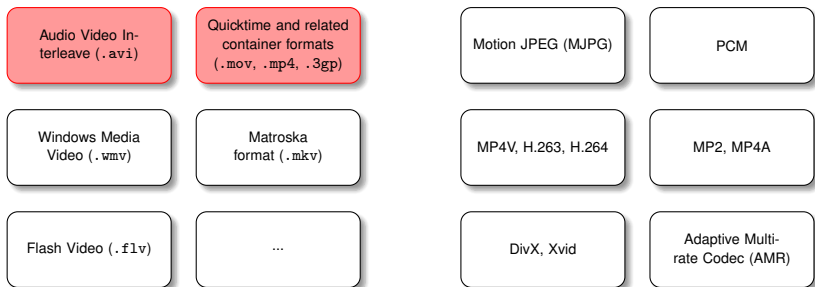 Audio Video In-
terleave (.avi)
Quicktime and related
container formats
(.mov, .mp4, .3gp)
Motion JPEG (MJPG)
PCM
Windows Media
Video (.wmv)
Matroska
format (.mkv)
MP4V, H.263, H.264
MP2, MP4A
Flash Video (.flv)
...
DivX, Xvid
Adaptive Multi-
rate Codec (AMR)